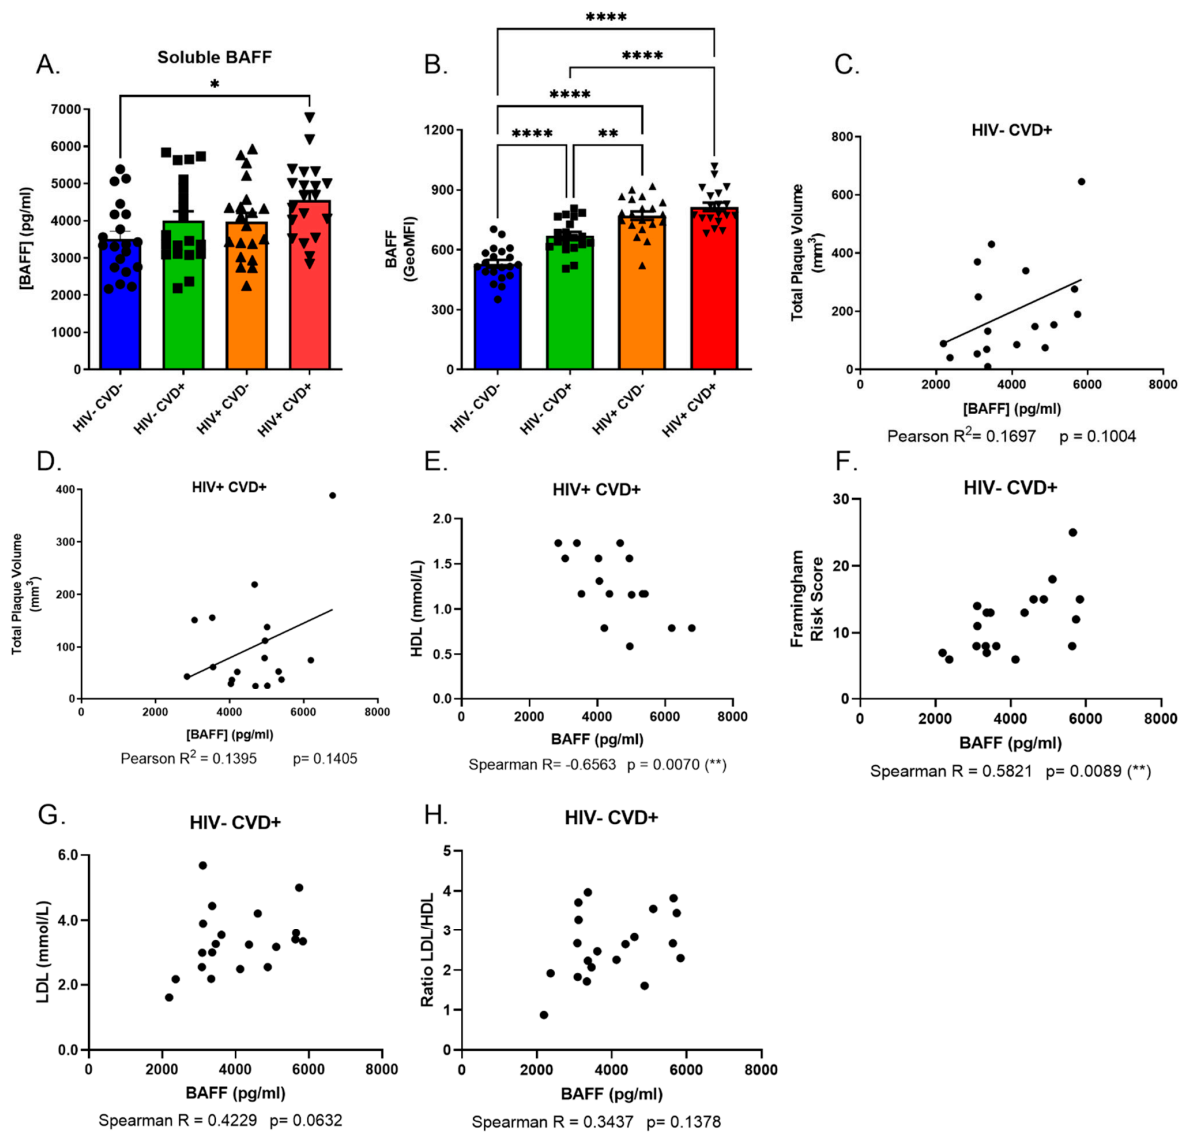 A.
Soluble BAFF
*
[BAFF] (pg/ml)
7000
6000
5000
4000
3000
2000
1000
0
HIV- CVD-
HIV- CVD+
HIV+ CVD-
HIV+ CVD+
B.
****
****
****
****
**
BAFF
(GeoMFI)
1200
900
600
300
0
HIV- CVD-
HIV- CVD+
HIV+ CVD-
HIV+ CVD+
C.
HIV- CVD+
Total Plaque Volume
(mm³)
800
600
400
200
0
2000
4000
6000
8000
[BAFF] (pg/ml)
Pearson R²= 0.1697 p = 0.1004
D.
HIV+ CVD+
Total Plaque Volume
(mm³)
400
300
200
100
0
0
2000
4000
6000
8000
[BAFF] (pg/ml)
Pearson R² = 0.1395 p= 0.1405
E.
HIV+ CVD+
HDL (mmol/L)
2.0
1.5
1.0
0.5
0.0
0
2000
4000
6000
8000
BAFF (pg/ml)
Spearman R= -0.6563 p = 0.0070 (**)
F.
HIV- CVD+
Framingham
Risk Score
30
20
10
0
0
2000
4000
6000
8000
BAFF (pg/ml)
Spearman R = 0.5821 p= 0.0089 (**)
G.
HIV- CVD+
LDL (mmol/L)
6.0
4.0
2.0
0.0
0
2000
4000
6000
8000
BAFF (pg/ml)
Spearman R = 0.4229 p= 0.0632
H.
HIV- CVD+
Ratio LDL/HDL
5
4
3
2
1
0
0
2000
4000
6000
8000
BAFF (pg/ml)
Spearman R = 0.3437 p= 0.1378